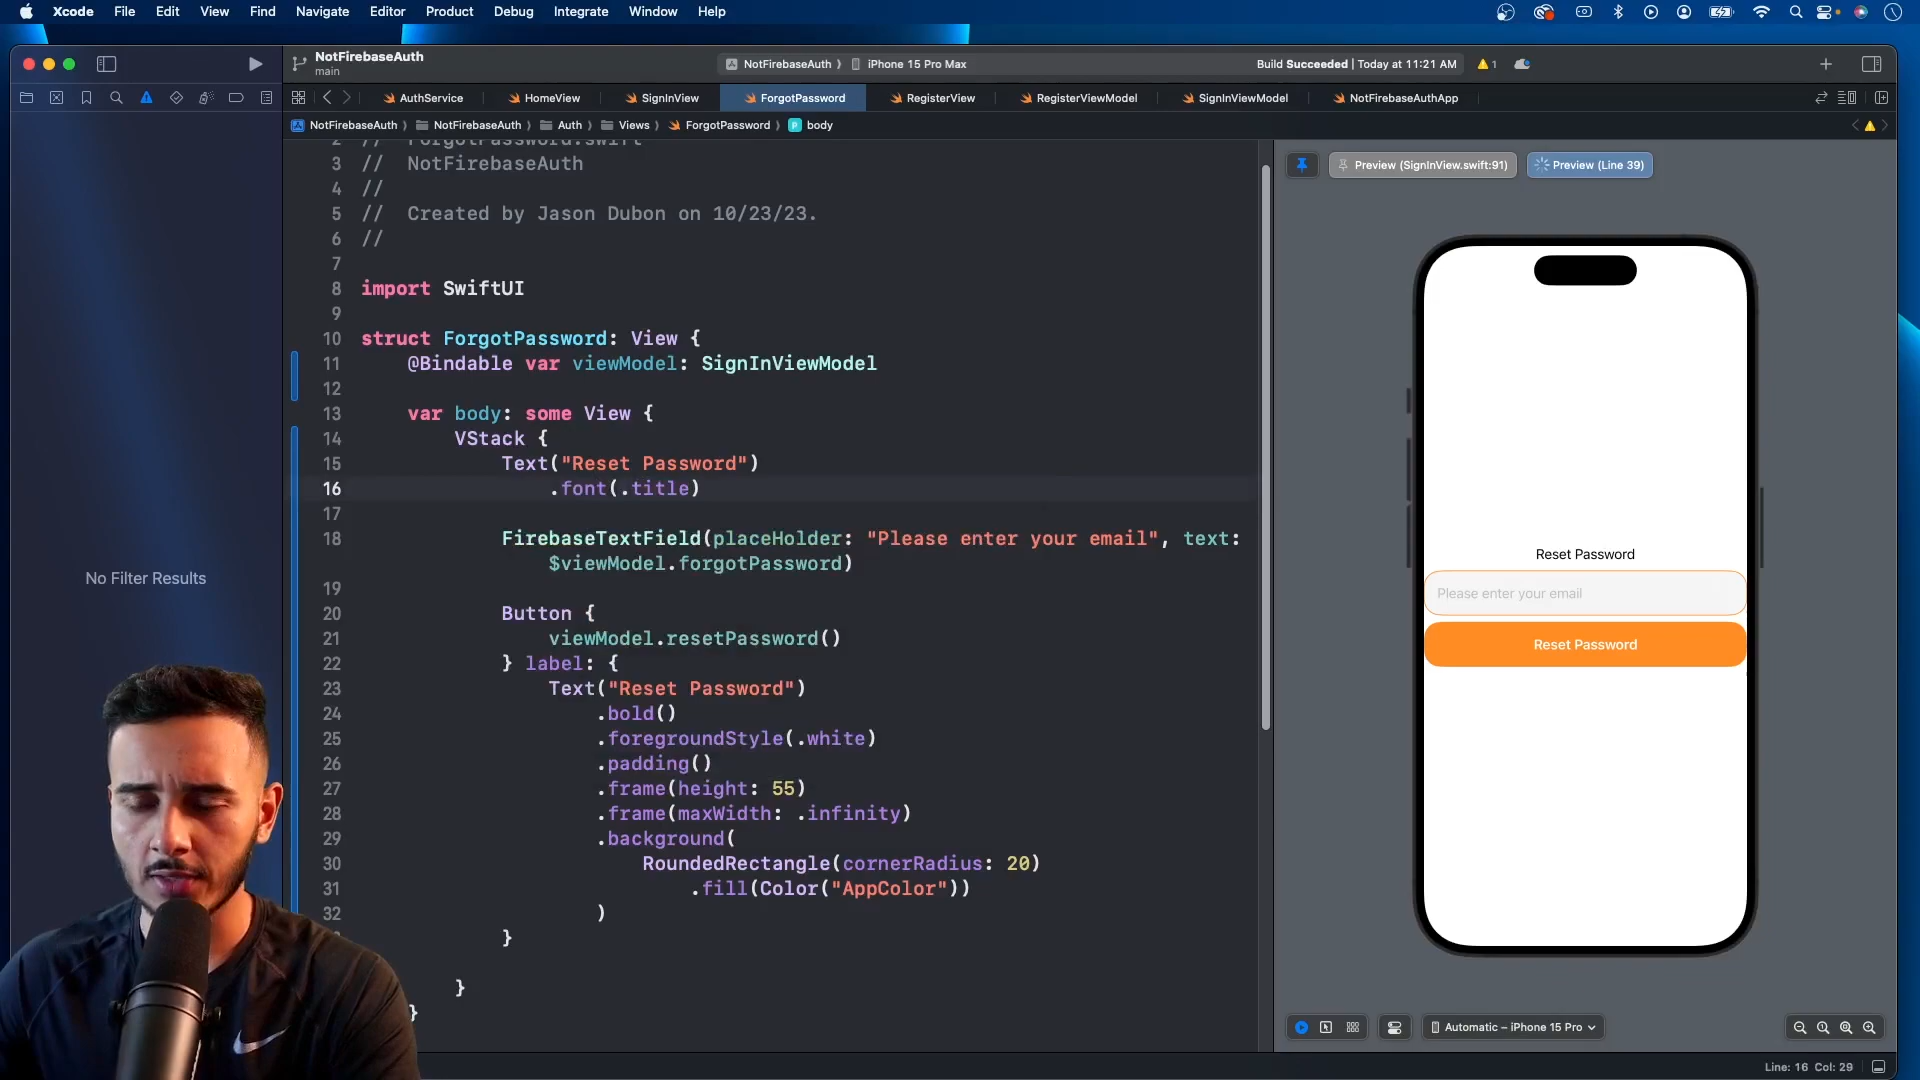 Xcode File Edit View Find Navigate Editor Product Debug Integrate Window Help
NotFirebaseAuth
main
NotFirebaseAuth iPhone 15 Pro Max
Build Succeeded | Today at 11:21 AM 1
AuthService HomeView SignInView ForgotPassword RegisterView RegisterViewModel SignInViewModel NotFirebaseAuthApp
NotFirebaseAuth NotFirebaseAuth Auth Views ForgotPassword body
2 // ForgotPassword.swift
3 // NotFirebaseAuth
4 //
5 // Created by Jason Dubon on 10/23/23.
6 //
7
8 import SwiftUI
9
10 struct ForgotPassword: View {
11 @Bindable var viewModel: SignInViewModel
12
13 var body: some View {
14 VStack {
15 Text("Reset Password")
16 .font(.title)
17
18 FirebaseTextField(placeHolder: "Please enter your email", text:
$viewModel.forgotPassword)
19
20 Button {
21 viewModel.resetPassword()
22 } label: {
23 Text("Reset Password")
24 .bold()
25 .foregroundStyle(.white)
26 .padding()
27 .frame(height: 55)
28 .frame(maxWidth: .infinity)
29 .background(
30 RoundedRectangle(cornerRadius: 20)
31 .fill(Color("AppColor"))
32 )
}
}
}
No Filter Results
Preview (SignInView.swift:91) Preview (Line 39)
Reset Password
Please enter your email
Reset Password
Automatic – iPhone 15 Pro
Line: 16 Col: 29